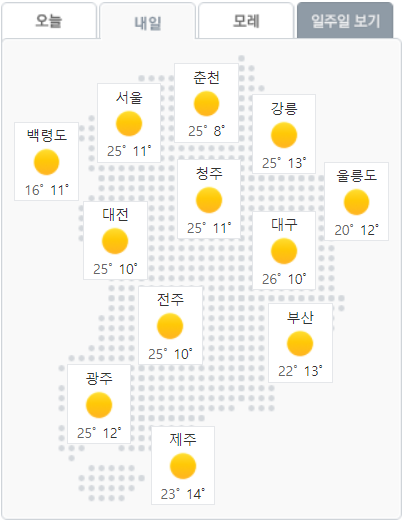 오늘 내일 모레 일주일 보기
춘천
25° 8°
서울
25° 11°
강릉
25° 13°
백령도
16° 11°
청주
25° 11°
울릉도
20° 12°
대전
25° 10°
대구
26° 10°
전주
25° 10°
부산
22° 13°
광주
25° 12°
제주
23° 14°